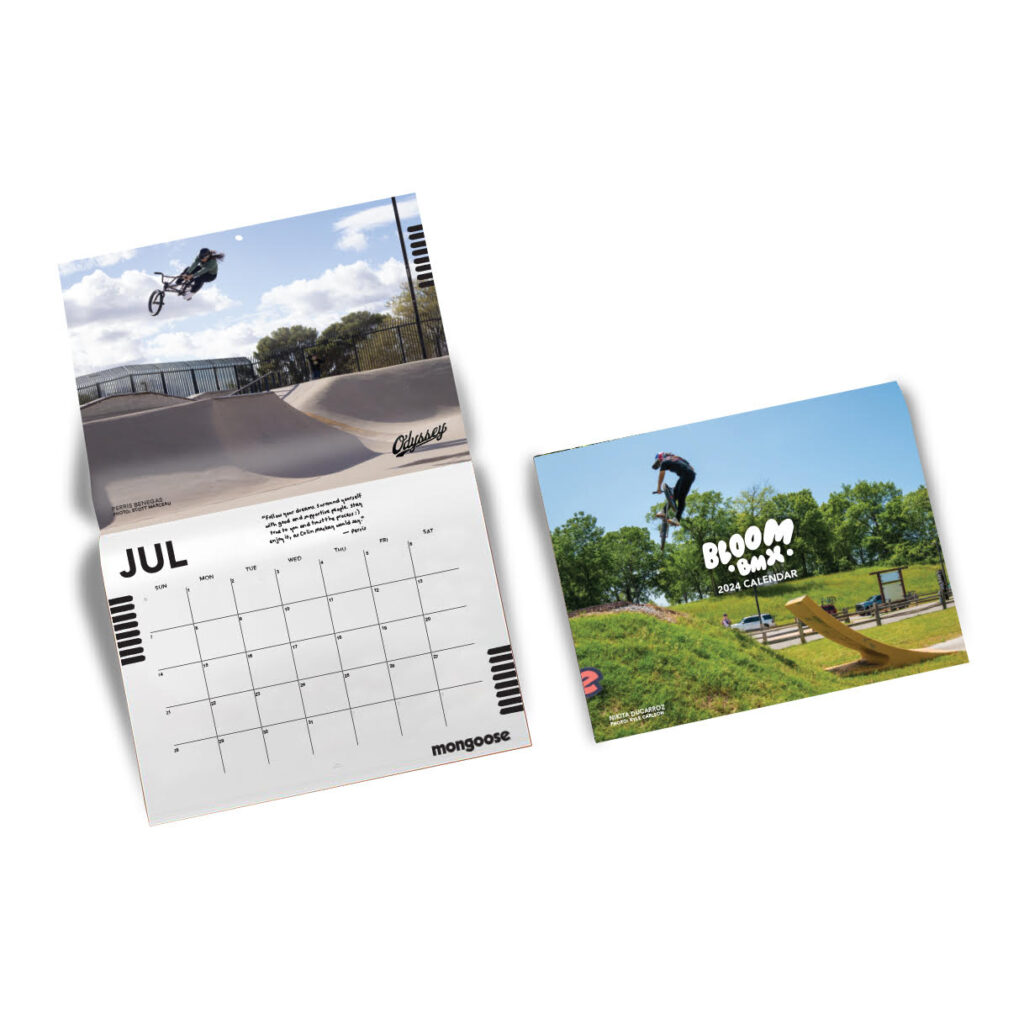 Odyssey
PERRIS BENEGAS
PHOTO: SCOTT MARCEAU
"Follow your dreams. Surround yourself
with good and supportive people. Stay
true to you and trust the process :)
enjoy it, as Colin Mackay would say."
— Perris
JUL
SUN MON TUE WED THU FRI SAT
1 2 3 4 5 6
7 8 9 10 11 12 13
14 15 16 17 18 19 20
21 22 23 24 25 26 27
28 29 30 31
mongoose
BLOOM
•BMX•
2024 CALENDAR
NIKITA DUCARROZ
PHOTO: KYLE CARLSON